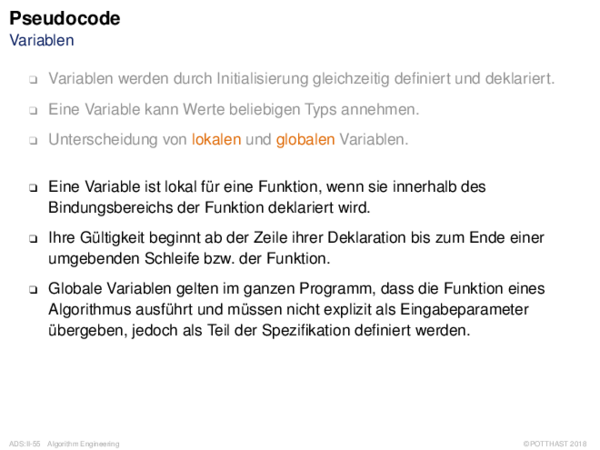 Pseudocode
Variablen
❑ Variablen werden durch Initialisierung gleichzeitig definiert und deklariert.
❑ Eine Variable kann Werte beliebigen Typs annehmen.
❑ Unterscheidung von lokalen und globalen Variablen.
❑ Eine Variable ist lokal für eine Funktion, wenn sie innerhalb des
Bindungsbereichs der Funktion deklariert wird.
❑ Ihre Gültigkeit beginnt ab der Zeile ihrer Deklaration bis zum Ende einer
umgebenden Schleife bzw. der Funktion.
❑ Globale Variablen gelten im ganzen Programm, dass die Funktion eines
Algorithmus ausführt und müssen nicht explizit als Eingabeparameter
übergeben, jedoch als Teil der Spezifikation definiert werden.
ADS:II-55 Algorithm Engineering © POTTHAST 2018